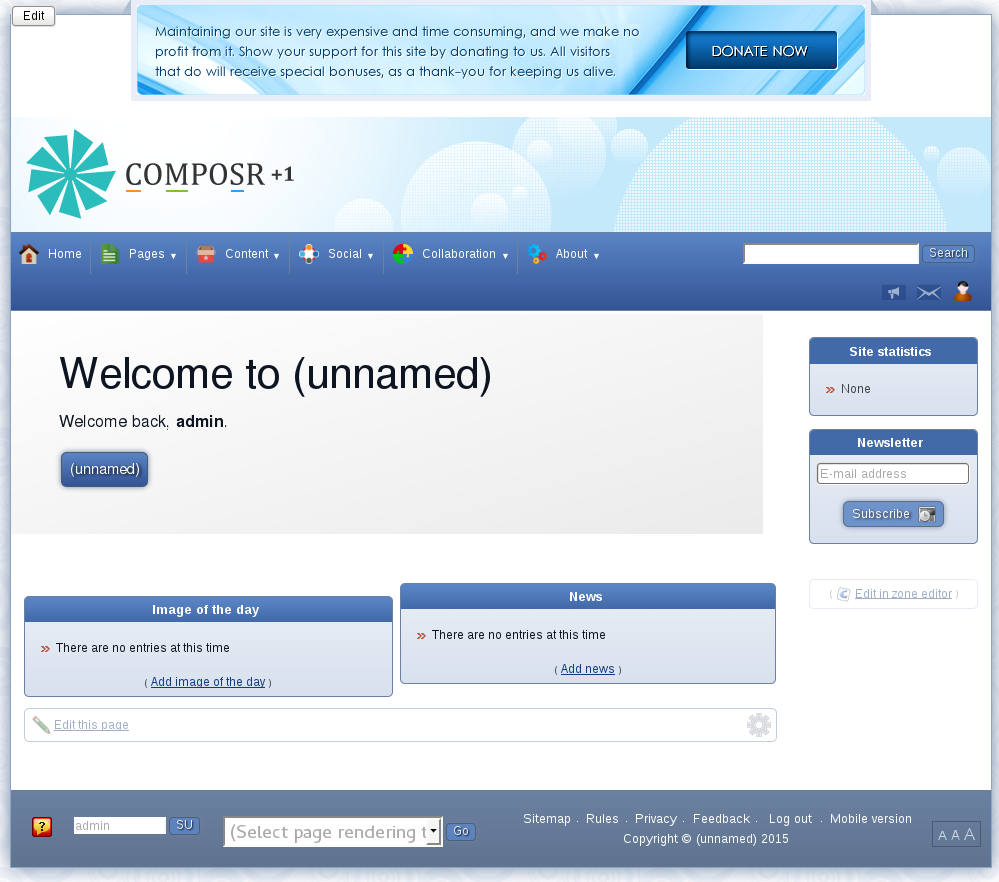 Edit
Maintaining our site is very expensive and time consuming, and we make no
profit from it. Show your support for this site by donating to us. All visitors
that do will receive special bonuses, as a thank-you for keeping us alive.
DONATE NOW
COMPOSR +1
Home Pages ▼ Content ▼ Social ▼ Collaboration ▼ About ▼ Search
Welcome to (unnamed)
Welcome back, admin.
(unnamed)
Site statistics
» None
Newsletter
E-mail address
Subscribe
( Edit in zone editor )
Image of the day
» There are no entries at this time
( Add image of the day )
News
» There are no entries at this time
( Add news )
Edit this page
?
admin SU
(Select page rendering t
Go
Sitemap . Rules . Privacy . Feedback . Log out . Mobile version
Copyright © (unnamed) 2015
A A A